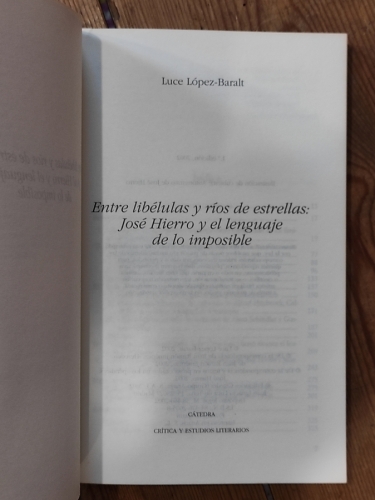 Luce López-Baralt
Entre libélulas y ríos de estrellas:
José Hierro y el lenguaje
de lo imposible
CÁTEDRA
CRÍTICA Y ESTUDIOS LITERARIOS